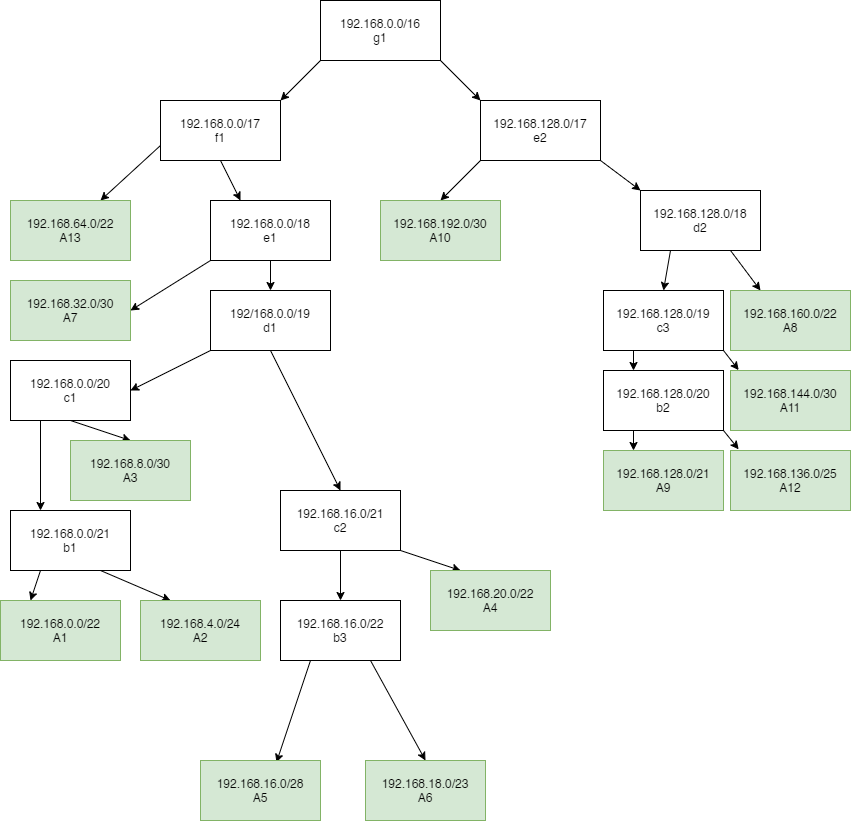 192.168.0.0/16
g1
192.168.0.0/17
f1
192.168.128.0/17
e2
192.168.64.0/22
A13
192.168.0.0/18
e1
192.168.192.0/30
A10
192.168.128.0/18
d2
192.168.32.0/30
A7
192/168.0.0/19
d1
192.168.128.0/19
c3
192.168.160.0/22
A8
192.168.0.0/20
c1
192.168.128.0/20
b2
192.168.144.0/30
A11
192.168.8.0/30
A3
192.168.128.0/21
A9
192.168.136.0/25
A12
192.168.0.0/21
b1
192.168.16.0/21
c2
192.168.20.0/22
A4
192.168.0.0/22
A1
192.168.4.0/24
A2
192.168.16.0/22
b3
192.168.16.0/28
A5
192.168.18.0/23
A6